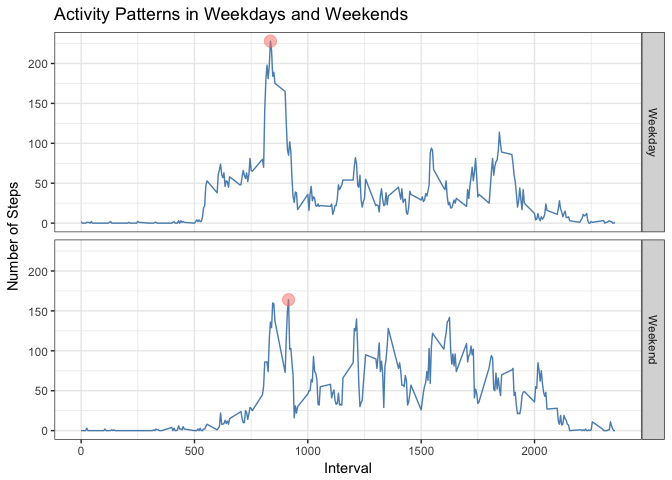 Activity Patterns in Weekdays and Weekends
200
150
100
50
0
Weekday
Number of Steps
200
150
100
50
0
Weekend
0 500 1000 1500 2000
Interval